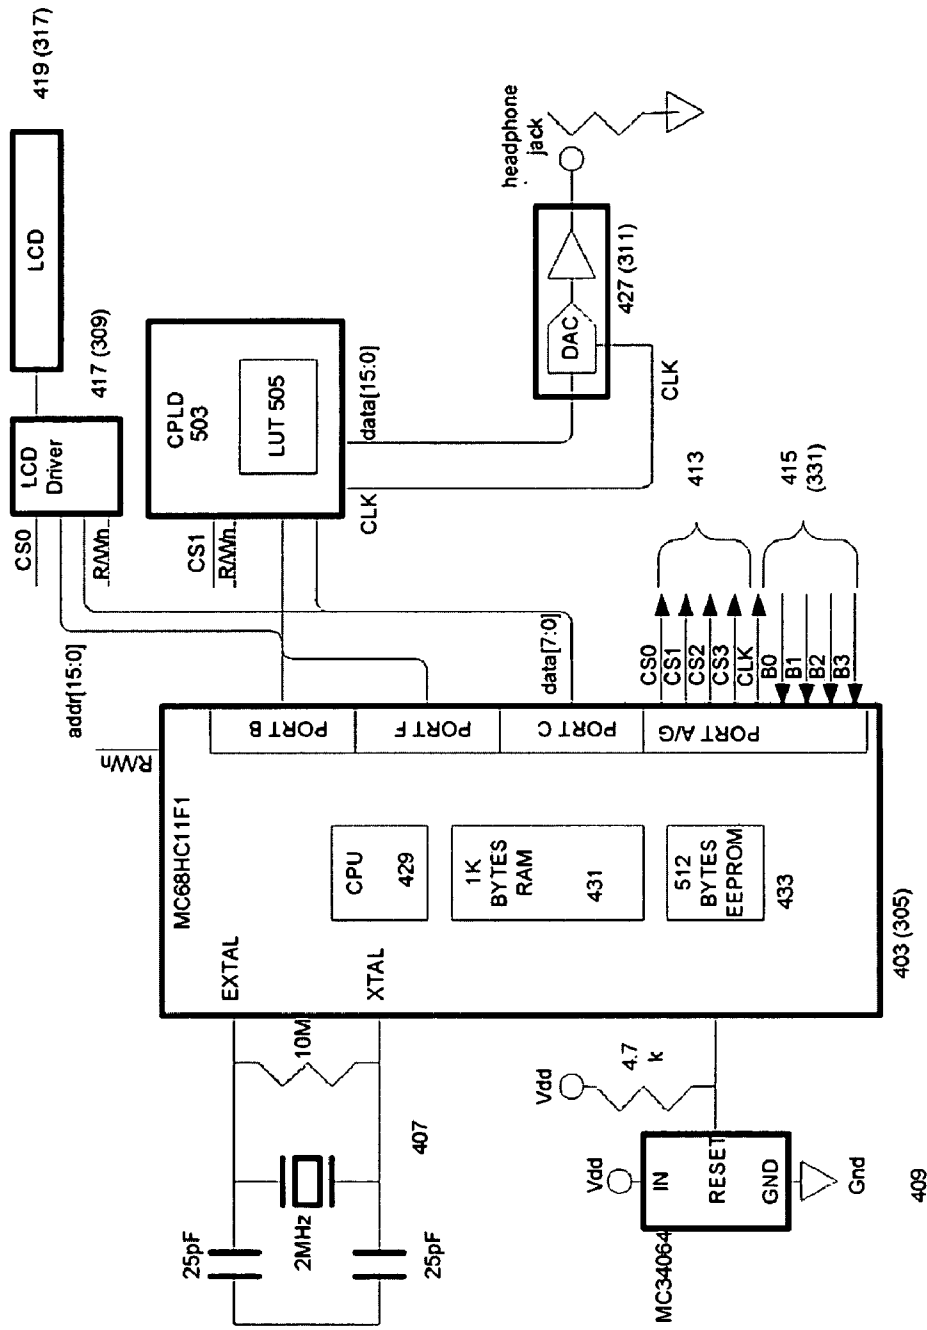 419 (317)
LCD
417 (309)
LCD
Driver
CS0
R/Wn
CPLD
503
LUT 505
CS1
R/Wn
CLK
data[15:0]
headphone
jack
DAC
427 (311)
CLK
addr[15:0]
data[7:0]
413
415
(331)
CS0
CS1
CS2
CS3
CLK
B0
B1
B2
B3
R/Wn
PORT B
PORT F
PORT C
PORT A/G
MC68HC11F1
CPU
429
1K
BYTES
RAM
431
512
BYTES
EEPROM
433
403 (305)
EXTAL
XTAL
10M
407
25pF
2MHz
25pF
Vdd
4.7
k
Vdd
IN
RESET
GND
Gnd
MC34064
409